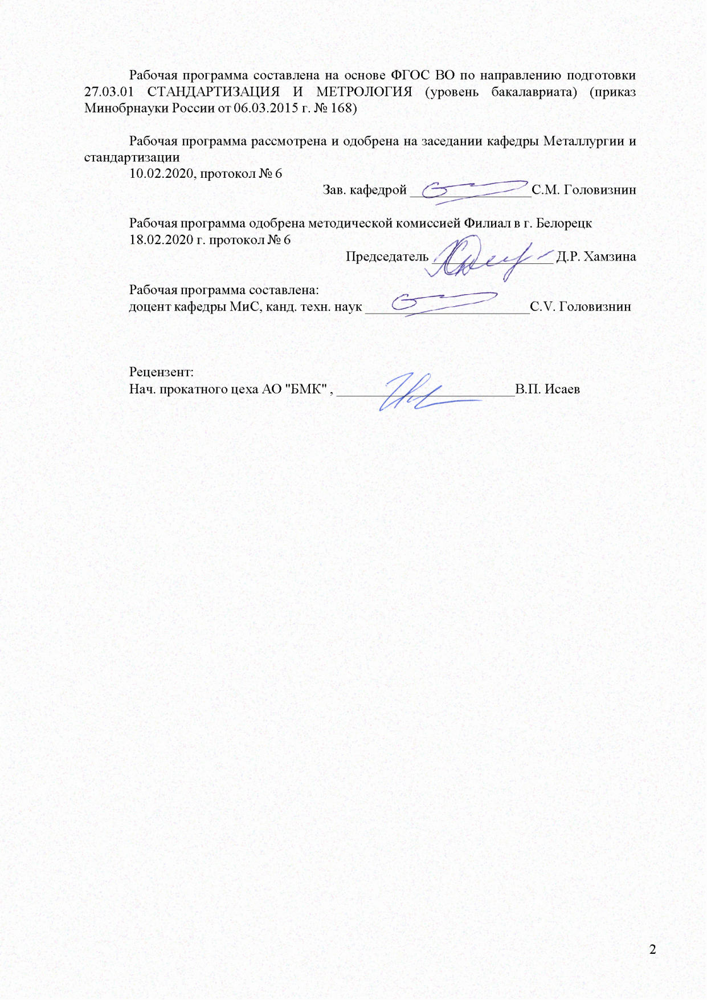 Рабочая программа составлена на основе ФГОС ВО по направлению подготовки
27.03.01 СТАНДАРТИЗАЦИЯ И МЕТРОЛОГИЯ (уровень бакалавриата) (приказ
Минобрнауки России от 06.03.2015 г. № 168)
Рабочая программа рассмотрена и одобрена на заседании кафедры Металлургии и
стандартизации
10.02.2020, протокол № 6
Зав. кафедрой _________________С.М. Головизнин
Рабочая программа одобрена методической комиссией Филиал в г. Белорецк
18.02.2020 г. протокол № 6
Председатель _________________ Д.Р. Хамзина
Рабочая программа составлена:
доцент кафедры МиС, канд. техн. наук _______________________С.V. Головизнин
Рецензент:
Нач. прокатного цеха АО "БМК" , _________________________В.П. Исаев
2